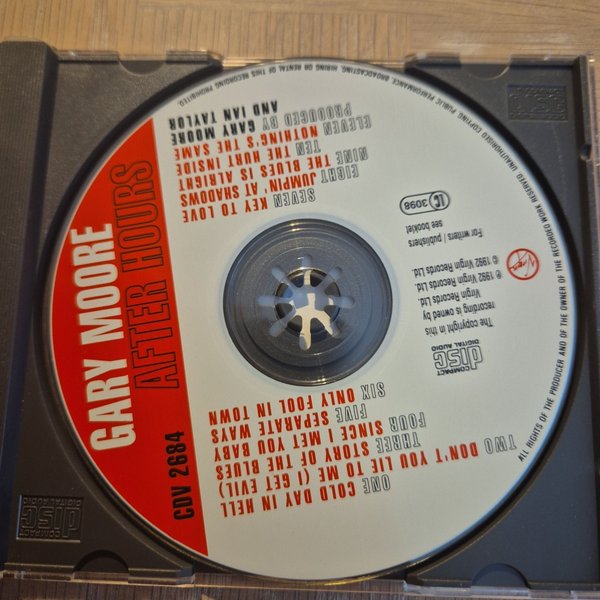 GARY MOORE
AFTER HOURS
CDV 2684
ONE COLD DAY IN HELL
TWO DON'T YOU LIE TO ME (I GET EVIL)
THREE STORY OF THE BLUES
FOUR SINCE I MET YOU BABY
FIVE SEPARATE WAYS
SIX ONLY FOOL IN TOWN
SEVEN KEY TO LOVE
EIGHT JUMPIN' AT SHADOWS
NINE THE BLUES IS ALRIGHT
TEN THE HURT INSIDE
ELEVEN NOTHING'S THE SAME
PRODUCED BY GARY MOORE
AND IAN TAYLOR
COMPACT
disc
DIGITAL AUDIO
The copyright in this
recording is owned by
Virgin Records Ltd.
℗ 1992 Virgin Records Ltd.
© 1992 Virgin Records Ltd.
Virgin
For writers / publishers
see booklet
LC 3098
ALL RIGHTS OF THE PRODUCER AND OF THE OWNER OF THE RECORDED WORK RESERVED. UNAUTHORISED COPYING, PUBLIC PERFORMANCE, BROADCASTING, HIRING OR RENTAL OF THIS RECORDING PROHIBITED.
COMPACT
disc
DIGITAL AUDIO